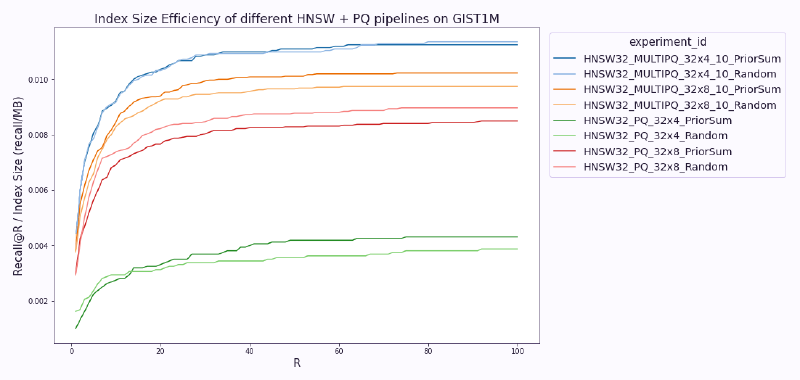 Index Size Efficiency of different HNSW + PQ pipelines on GIST1M
Recall@R / Index Size (recall/MB)
0.010
0.008
0.006
0.004
0.002
0
20
40
60
80
100
R
experiment_id
HNSW32_MULTIPQ_32x4_10_PriorSum
HNSW32_MULTIPQ_32x4_10_Random
HNSW32_MULTIPQ_32x8_10_PriorSum
HNSW32_MULTIPQ_32x8_10_Random
HNSW32_PQ_32x4_PriorSum
HNSW32_PQ_32x4_Random
HNSW32_PQ_32x8_PriorSum
HNSW32_PQ_32x8_Random